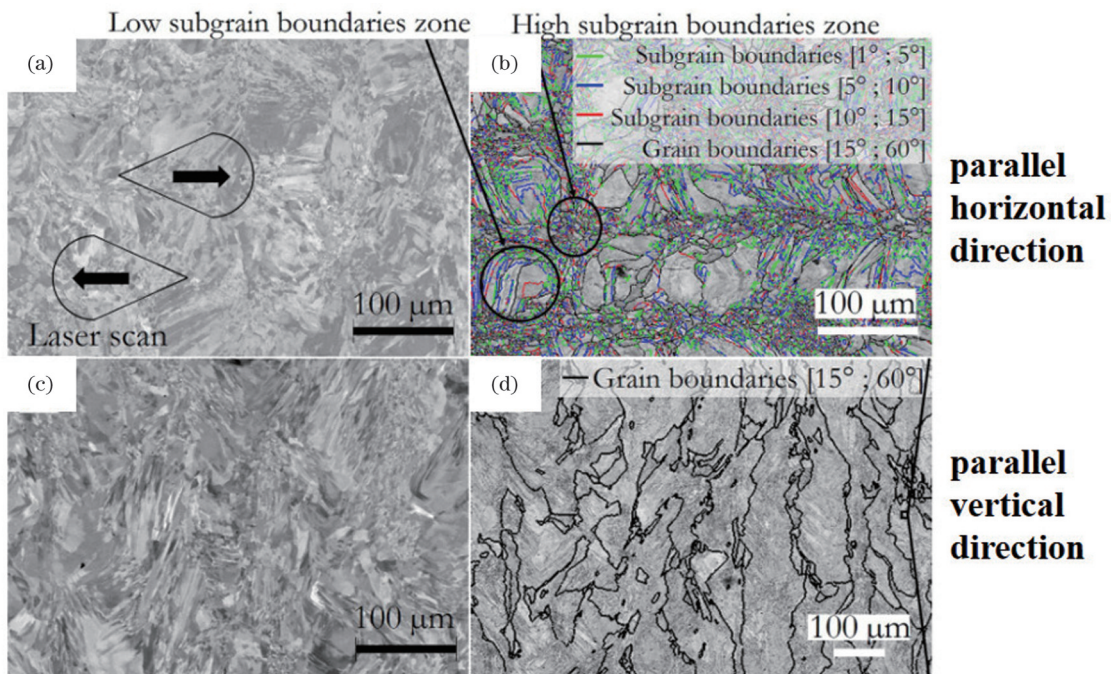 Low subgrain boundaries zone
High subgrain boundaries zone
(a)
Laser scan
100 μm
(b)
Subgrain boundaries [1° ; 5°]
Subgrain boundaries [5° ; 10°]
Subgrain boundaries [10° ; 15°]
Grain boundaries [15° ; 60°]
100 μm
parallel
horizontal
direction
(c)
100 μm
(d)
Grain boundaries [15° ; 60°]
100 μm
parallel
vertical
direction